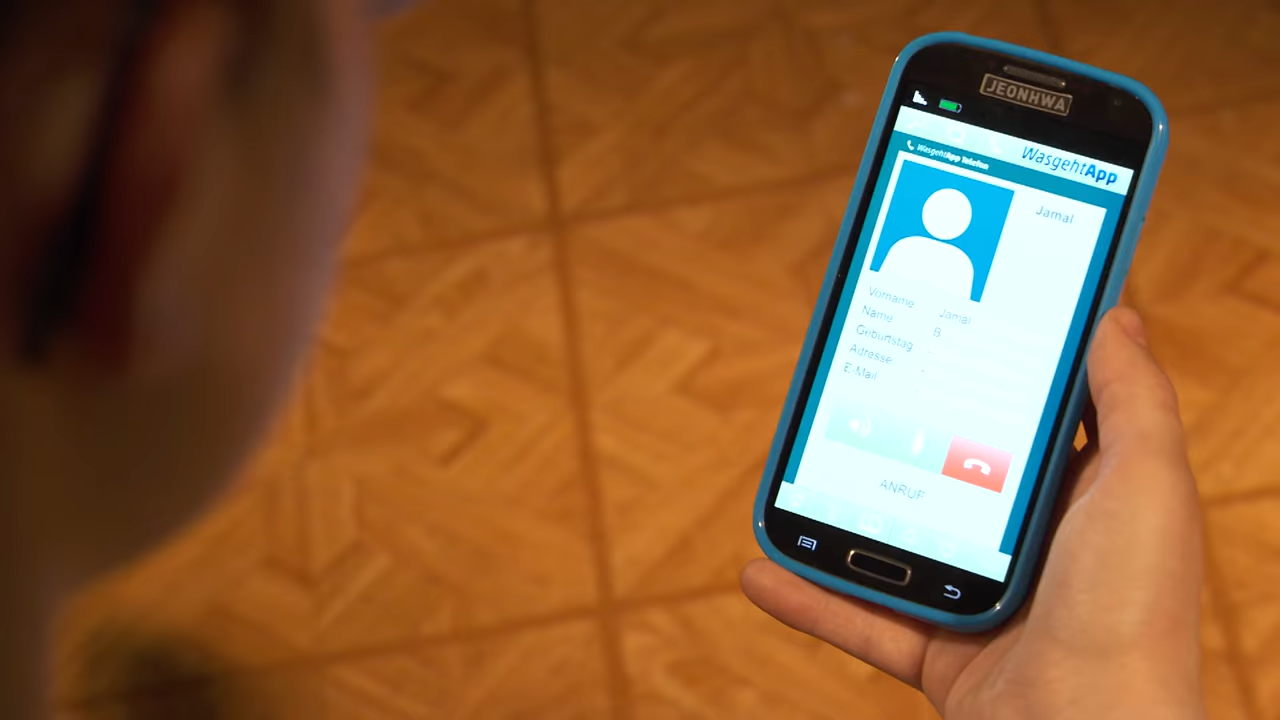 JEONHWA
WasgehtApp
WasgehtApp Telefon
Jamal
Vorname Jamal
Name B
Geburtstag -
Adresse
E-Mail -
ANRUF